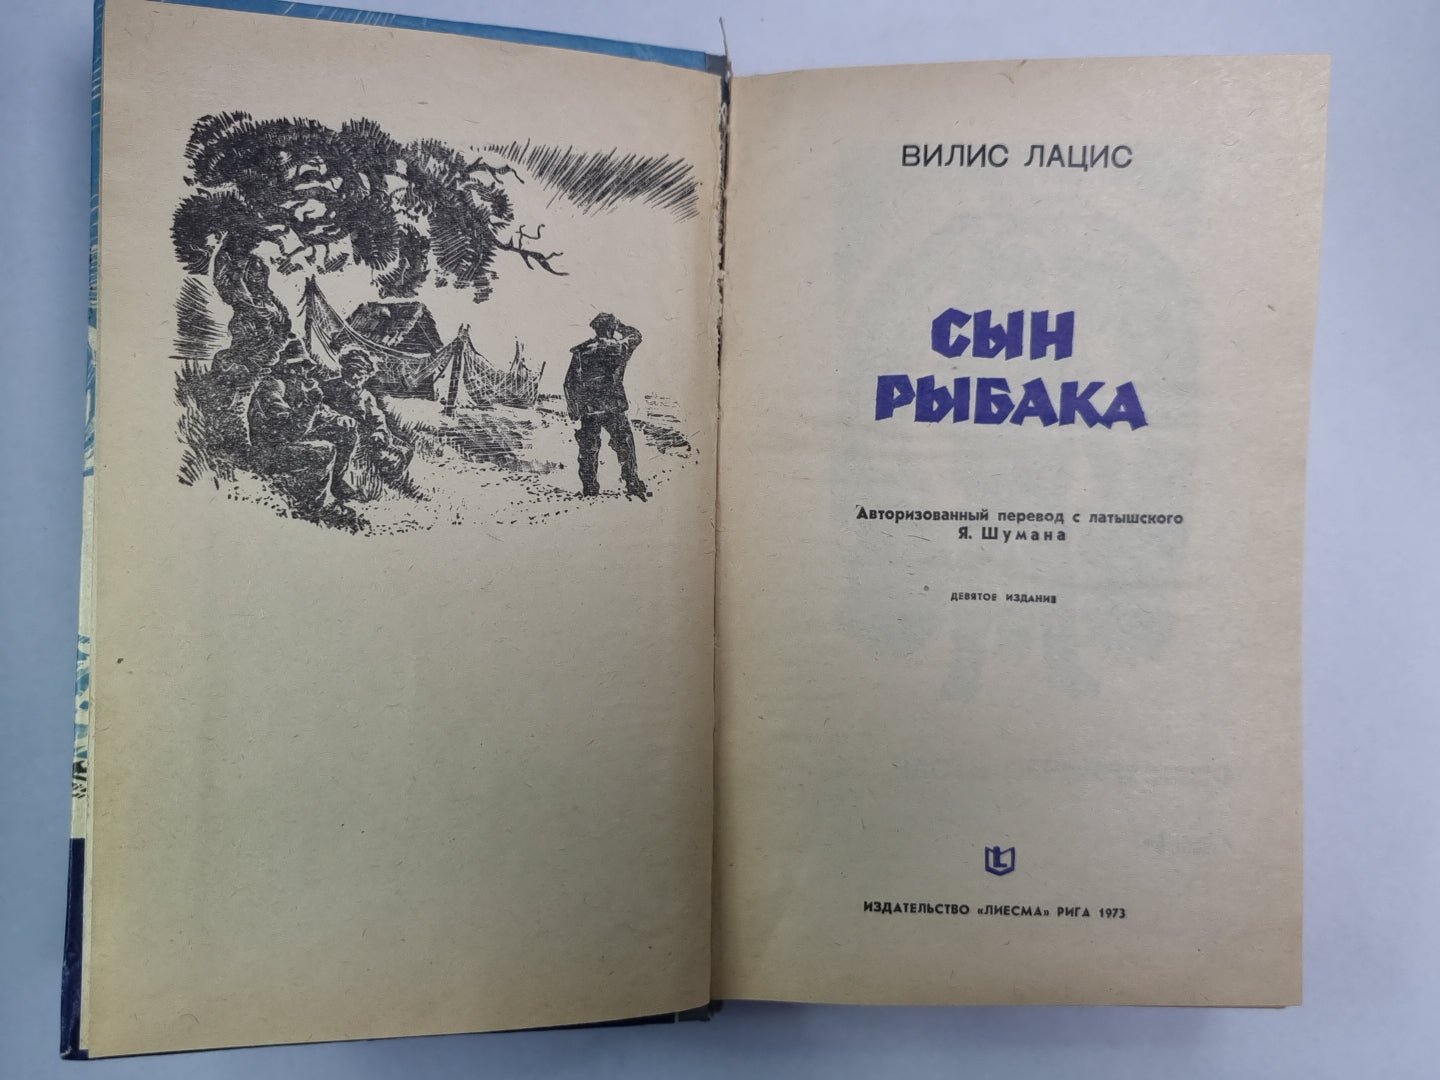 ВИЛИС ЛАЦИС
СЫН
РЫБАКА
Авторизованный перевод с латышского
Я. Шумана
ДЕВЯТОЕ ИЗДАНИЕ
L
ИЗДАТЕЛЬСТВО «ЛИЕСМА» РИГА 1973